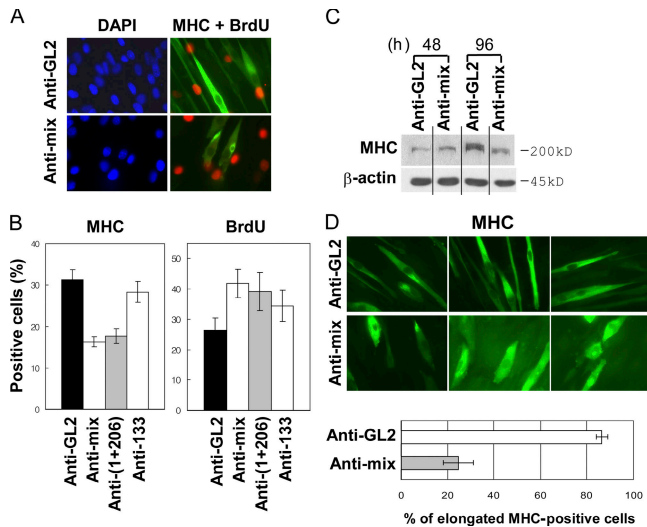 A
DAPI
MHC + BrdU
Anti-GL2
Anti-mix
B
MHC
BrdU
Positive cells (%)
40
30
20
10
0
50
40
30
20
10
0
Anti-GL2
Anti-mix
Anti-(1+206)
Anti-133
Anti-GL2
Anti-mix
Anti-(1+206)
Anti-133
C
(h) 48 96
Anti-GL2
Anti-mix
Anti-GL2
Anti-mix
MHC -200kD
β-actin -45kD
D
MHC
Anti-GL2
Anti-mix
Anti-GL2
Anti-mix
0 20 40 60 80 100
% of elongated MHC-positive cells